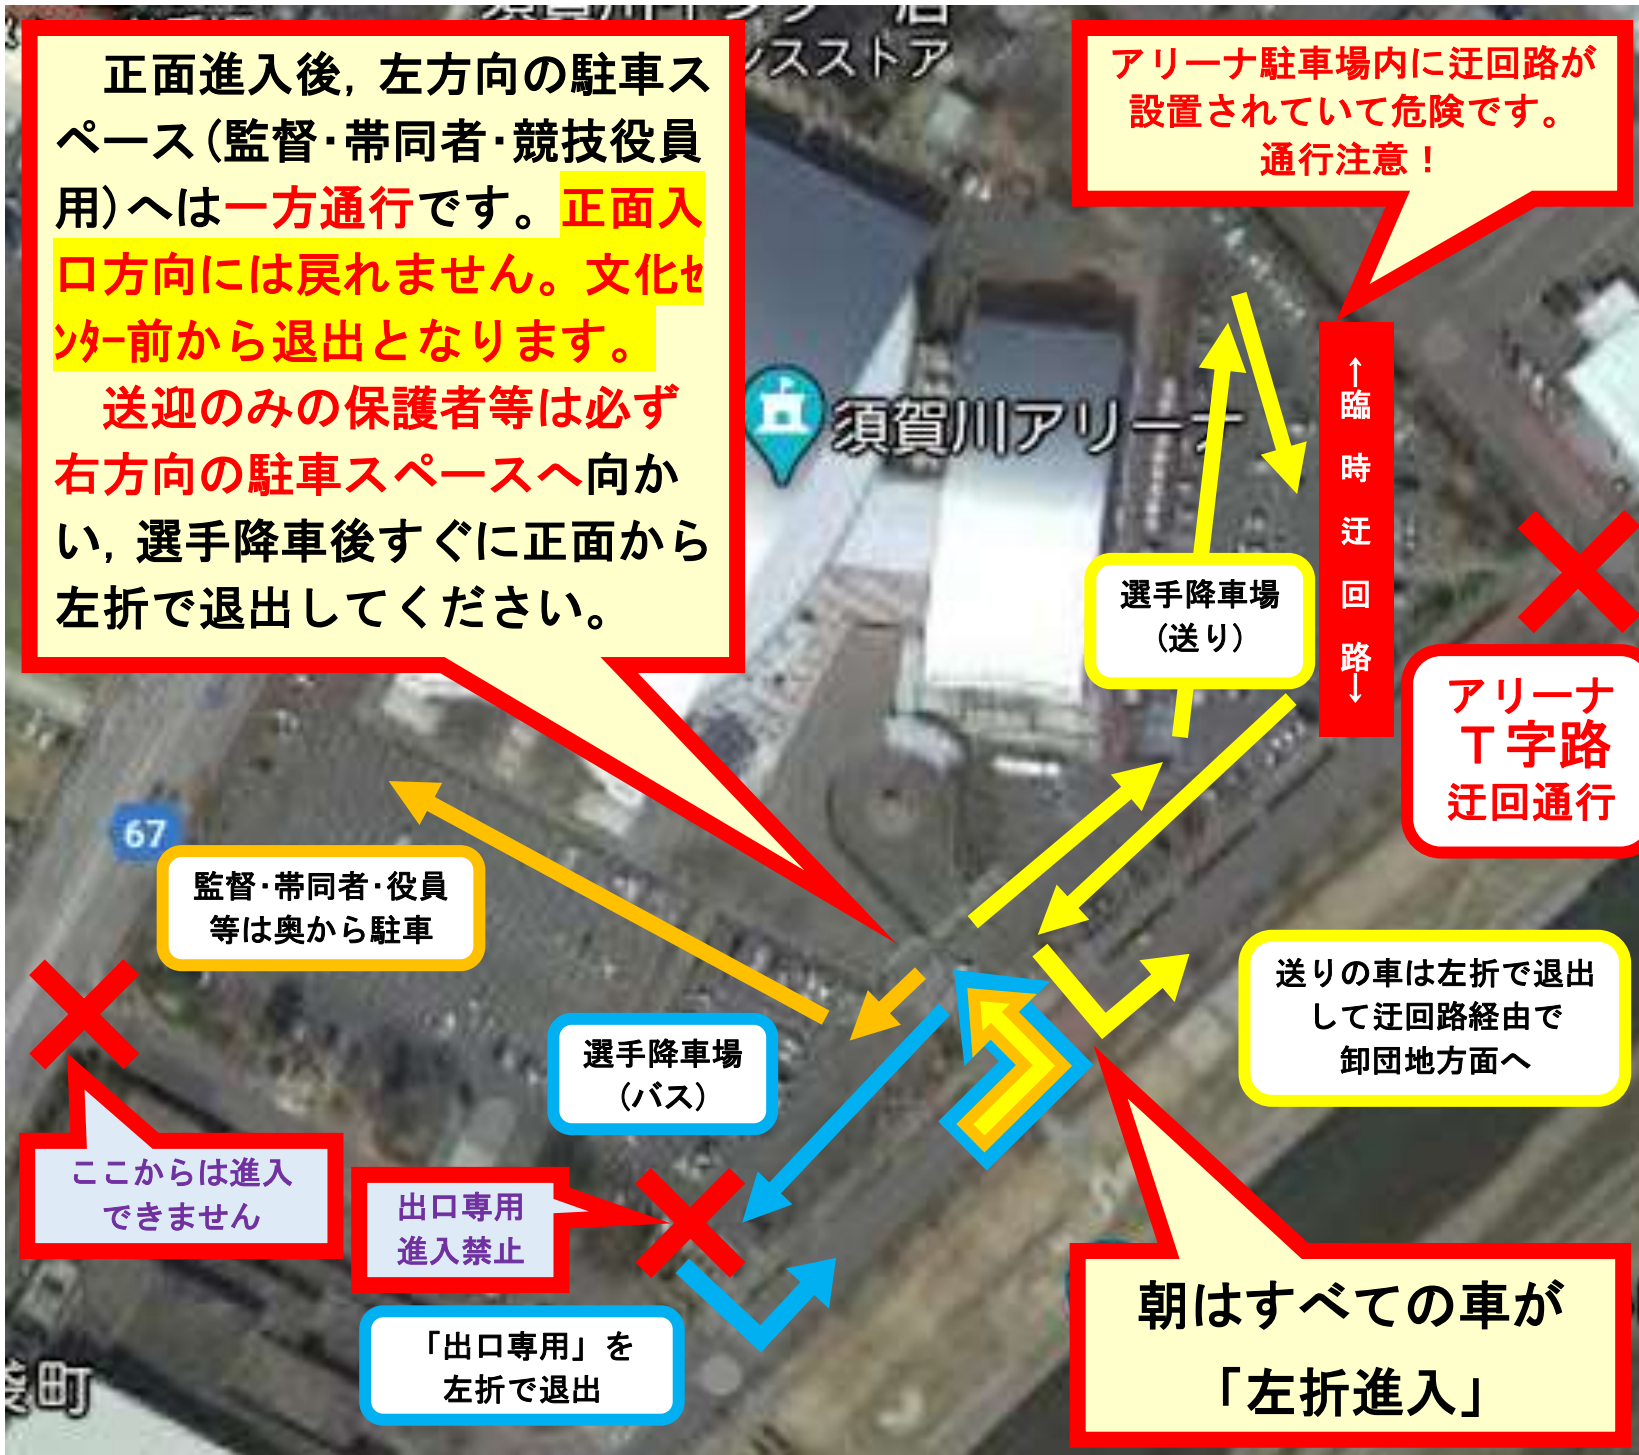 正面進入後，左方向の駐車ス
ペース（監督・帯同者・競技役員
用）へは一方通行です。正面入
口方向には戻れません。文化ｾ
ﾝﾀｰ前から退出となります。
送迎のみの保護者等は必ず
右方向の駐車スペースへ向か
い，選手降車後すぐに正面から
左折で退出してください。
ンスストア
アリーナ駐車場内に迂回路が
設置されていて危険です。
通行注意！
須賀川アリーナ
←臨時迂回路→
選手降車場
（送り）
アリーナ
Ｔ字路
迂回通行
67
監督・帯同者・役員
等は奥から駐車
選手降車場
（バス）
送りの車は左折で退出
して迂回路経由で
卸団地方面へ
ここからは進入
できません
出口専用
進入禁止
「出口専用」を
左折で退出
朝はすべての車が
「左折進入」
町